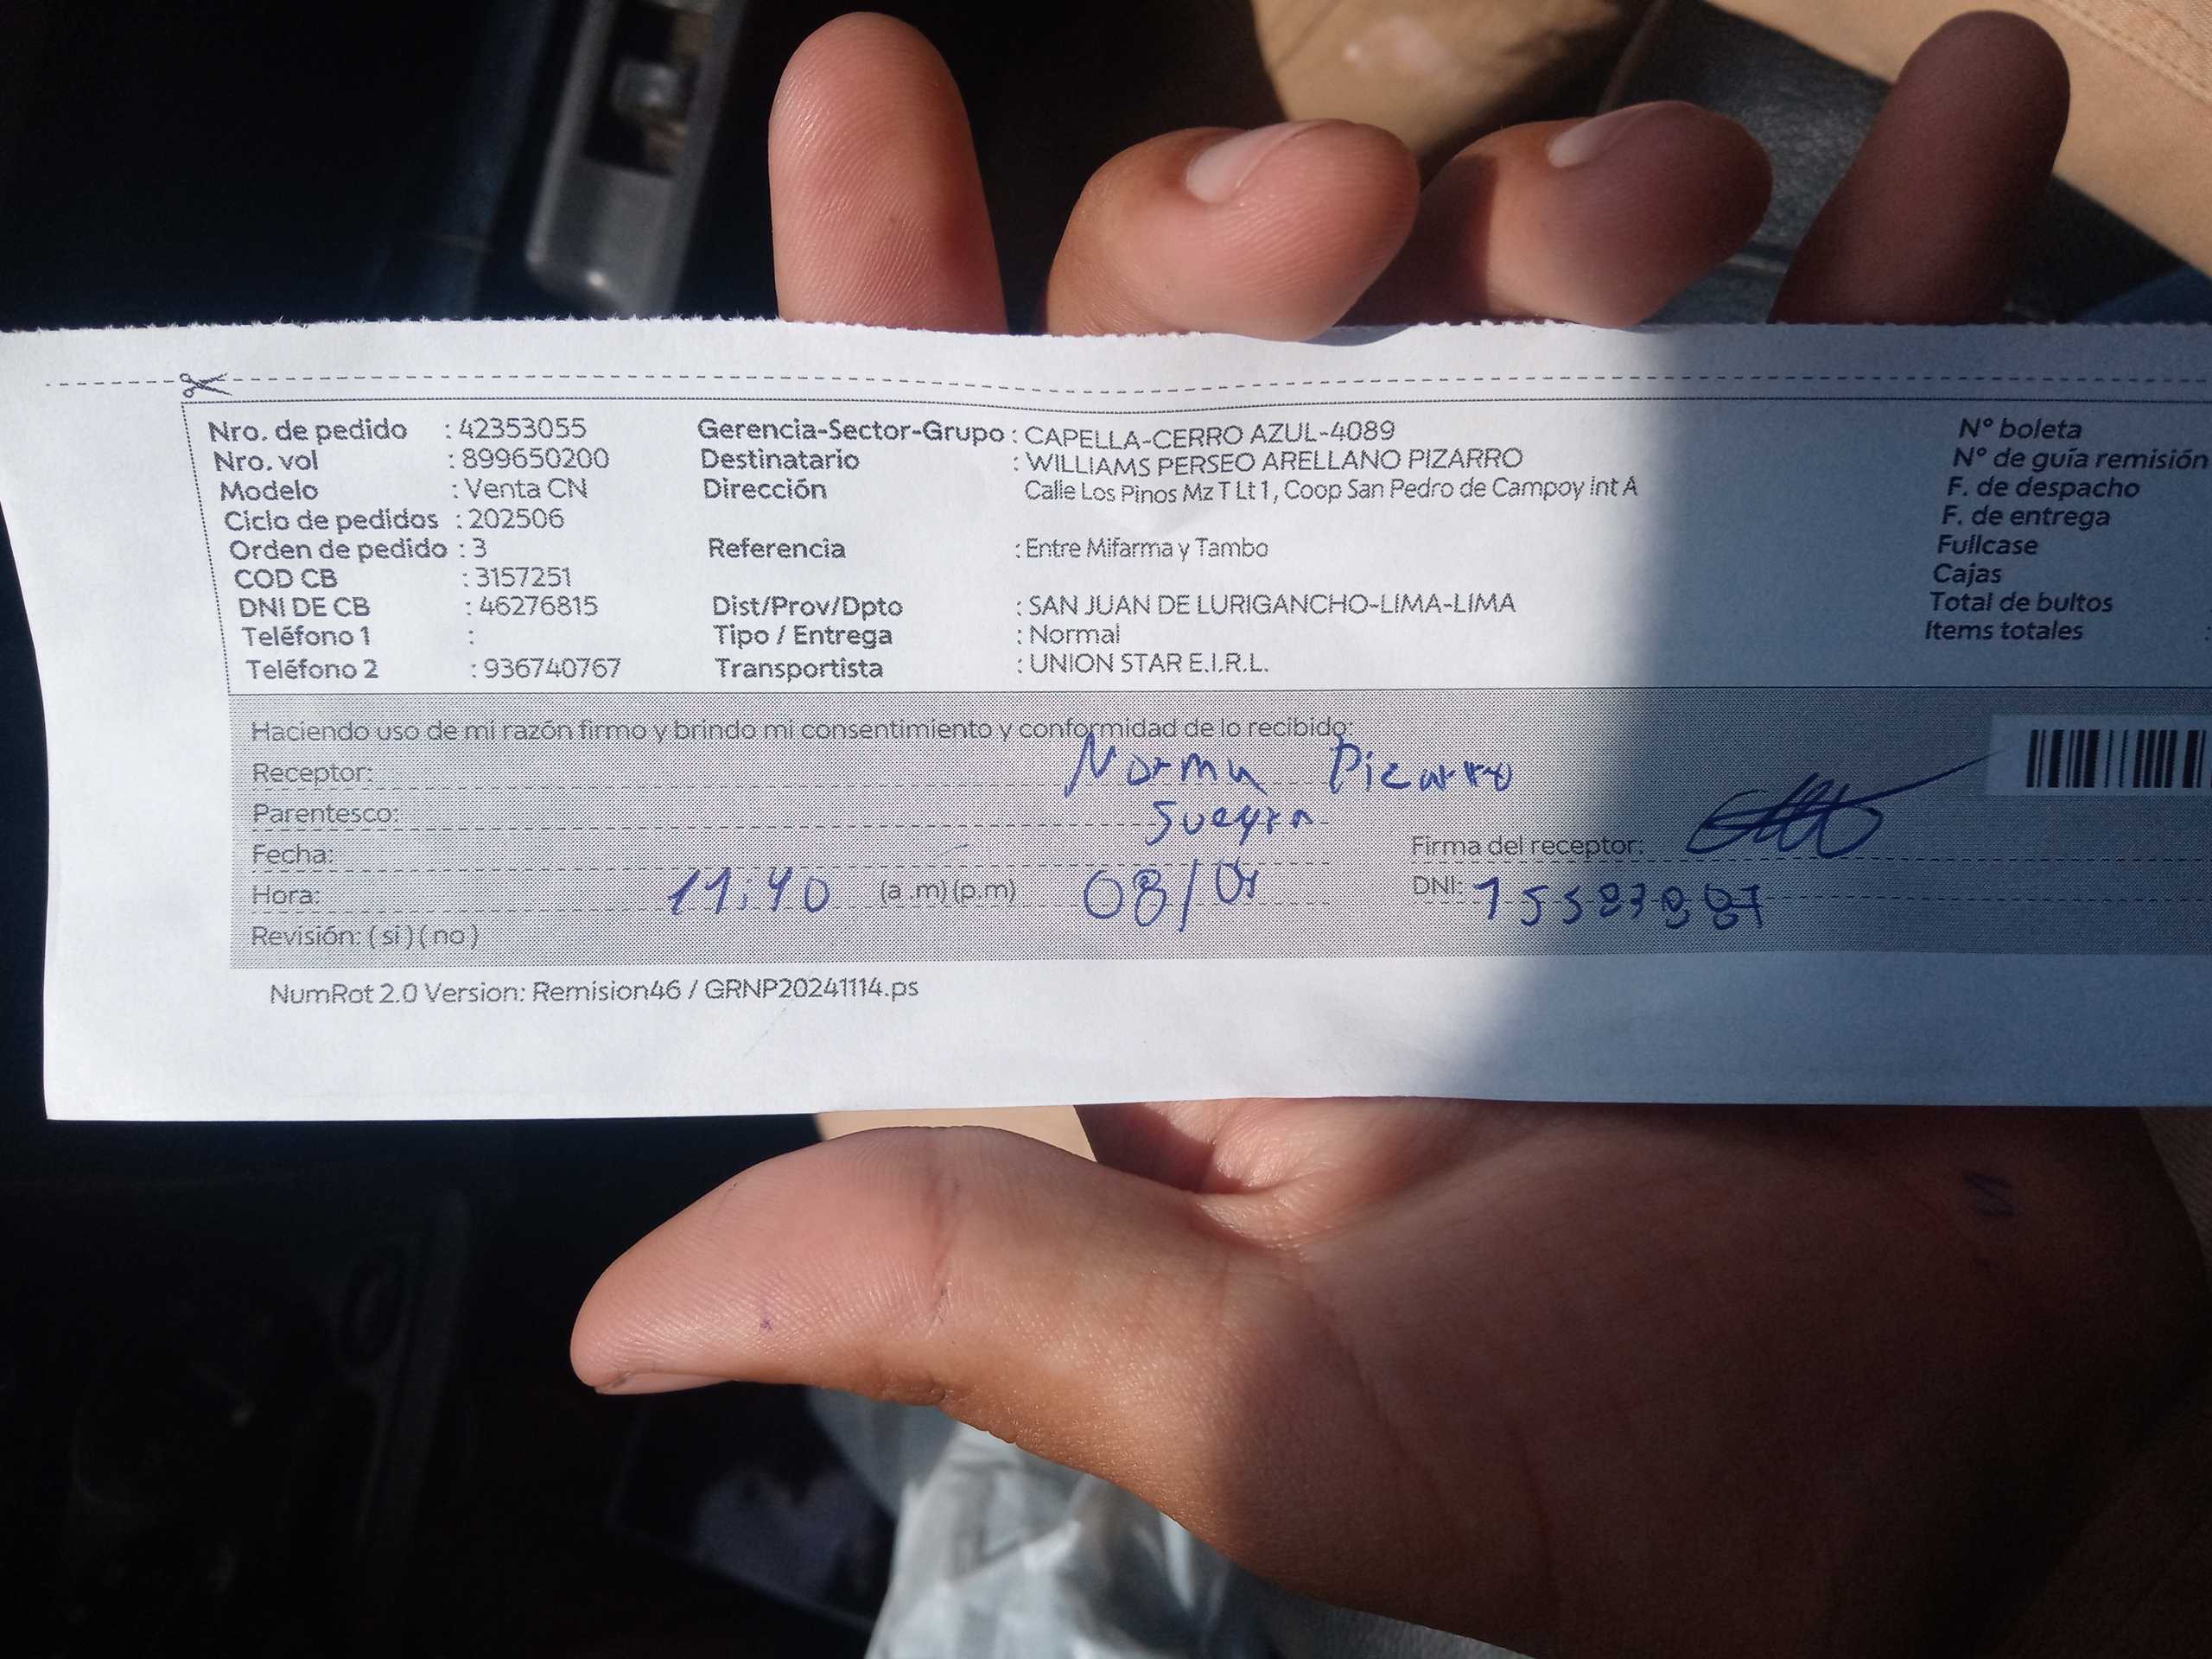 Nro. de pedido : 42353055 Gerencia-Sector-Grupo : CAPELLA-CERRO AZUL-4089 N° boleta
Nro. vol : 899650200 Destinatario : WILLIAMS PERSEO ARELLANO PIZARRO N° de guía remisión
Modelo : Venta CN Dirección Calle Los Pinos Mz T Lt 1, Coop San Pedro de Campoy Int A F. de despacho
Ciclo de pedidos : 202506 F. de entrega
Orden de pedido : 3 Referencia : Entre Mifarma y Tambo Fullcase
COD CB : 3157251 Cajas
DNI DE CB : 46276815 Dist/Prov/Dpto : SAN JUAN DE LURIGANCHO-LIMA-LIMA Total de bultos
Teléfono 1 : Tipo / Entrega : Normal Items totales
Teléfono 2 : 936740767 Transportista : UNION STAR E.I.R.L.
Haciendo uso de mi razón firmo y brindo mi consentimiento y conformidad de lo recibido:
Receptor: Norma Pizarro
Parentesco: Suegra
Fecha: Firma del receptor:
Hora: 11:40 (a .m) (p.m) 08/04 DNI:
Revisión: ( si ) ( no )
NumRot 2.0 Version: Remision46 / GRNP20241114.ps